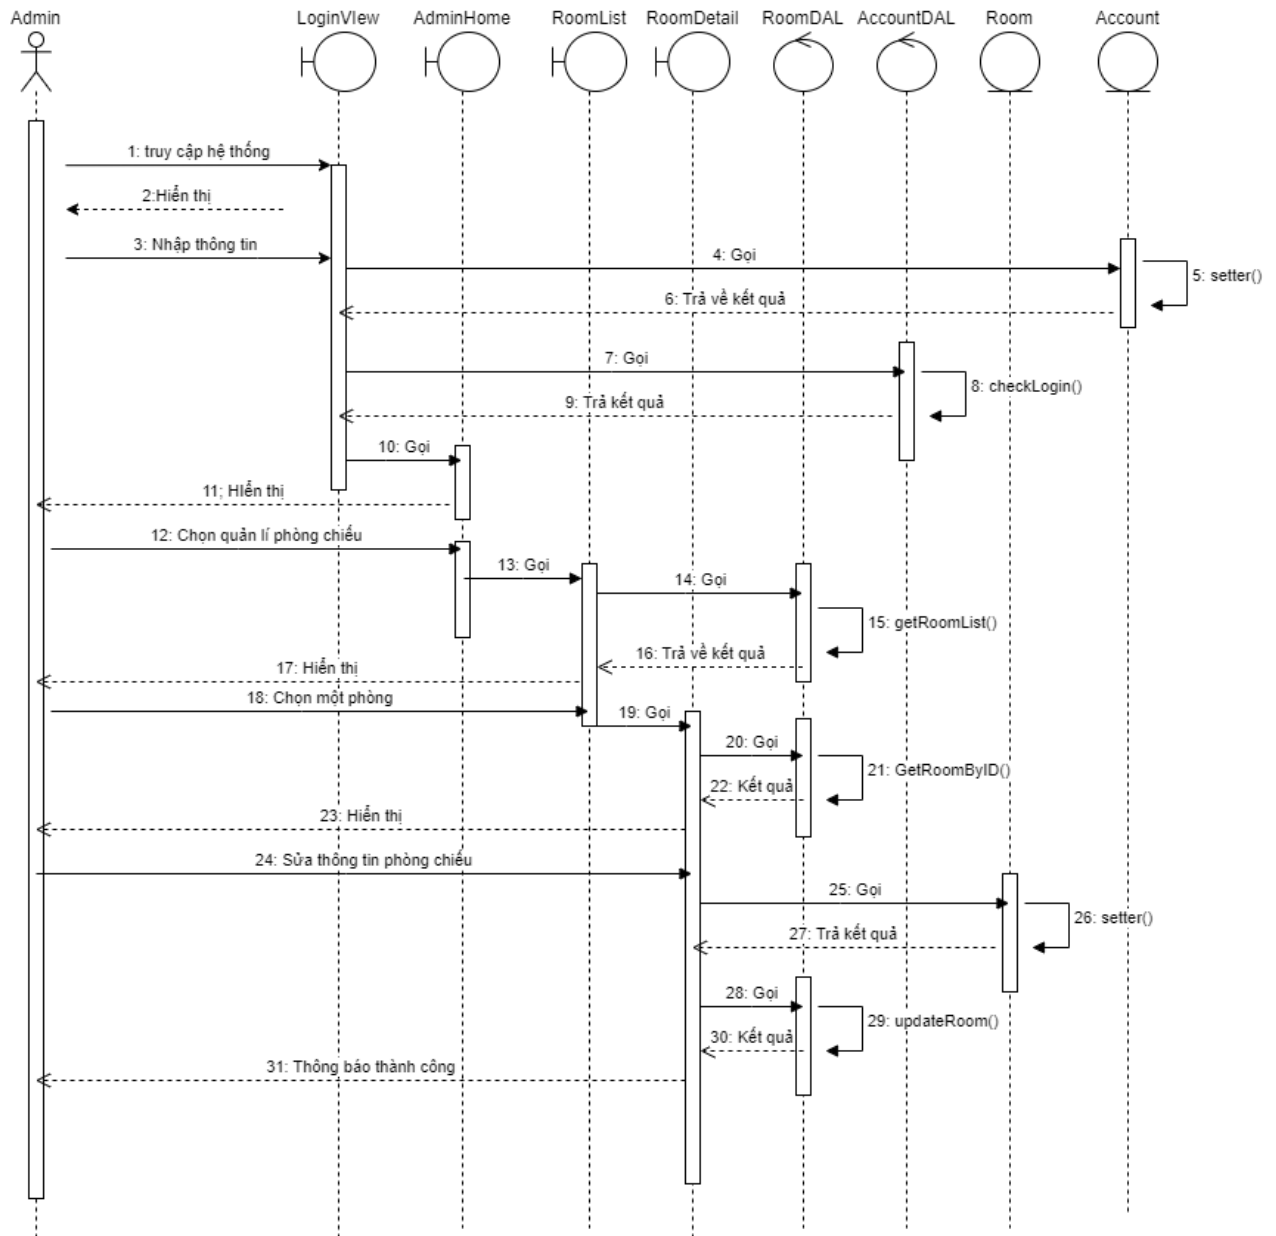 Admin
LoginVIew
AdminHome
RoomList
RoomDetail
RoomDAL
AccountDAL
Room
Account
1: truy cập hệ thống
2:Hiển thị
3: Nhập thông tin
4: Gọi
5: setter()
6: Trả về kết quả
7: Gọi
8: checkLogin()
9: Trả kết quả
10: Gọi
11; HIển thị
12: Chọn quản lí phòng chiếu
13: Gọi
14: Gọi
15: getRoomList()
16: Trả về kết quả
17: Hiển thị
18: Chọn một phòng
19: Gọi
20: Gọi
21: GetRoomByID()
22: Kết quả
23: Hiển thị
24: Sửa thông tin phòng chiếu
25: Gọi
26: setter()
27: Trả kết quả
28: Gọi
29: updateRoom()
30: Kết quả
31: Thông báo thành công